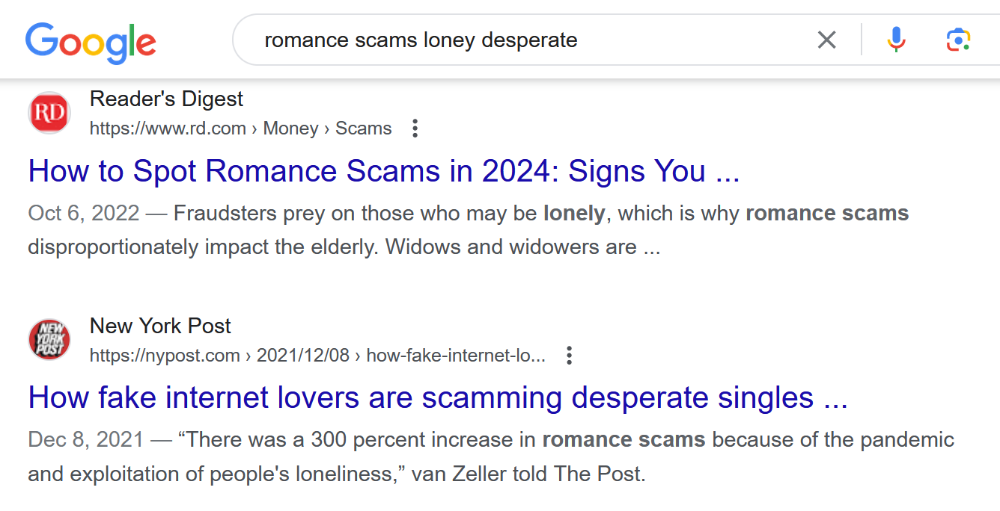 Google
romance scams loney desperate
RD
Reader's Digest
https://www.rd.com › Money › Scams
How to Spot Romance Scams in 2024: Signs You ...
Oct 6, 2022 — Fraudsters prey on those who may be lonely, which is why romance scams
disproportionately impact the elderly. Widows and widowers are ...
NEW
YORK
POST
New York Post
https://nypost.com › 2021/12/08 › how-fake-internet-lo...
How fake internet lovers are scamming desperate singles ...
Dec 8, 2021 — “There was a 300 percent increase in romance scams because of the pandemic
and exploitation of people's loneliness,” van Zeller told The Post.